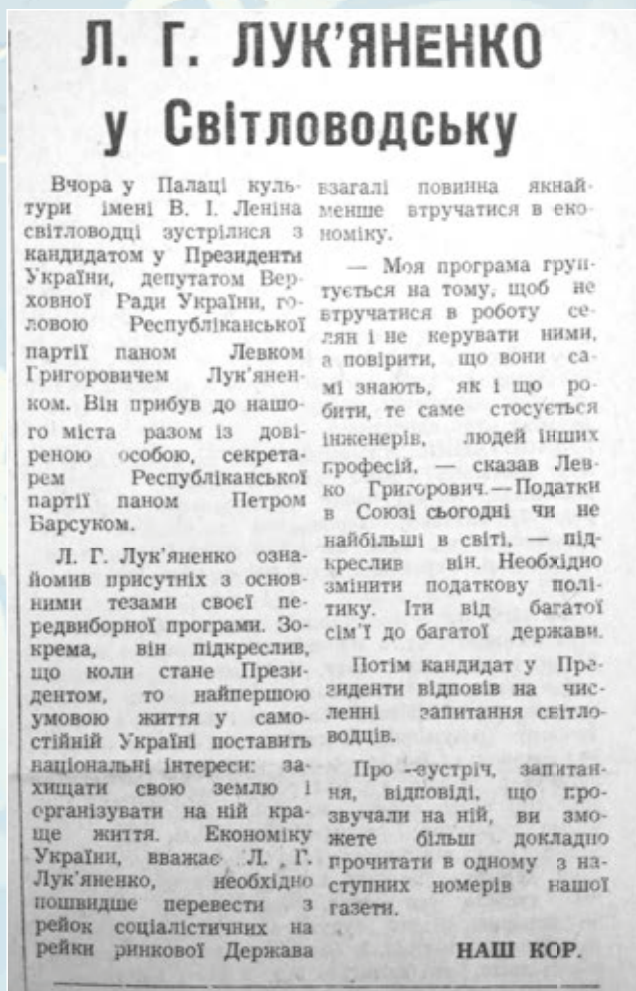 Л. Г. ЛУК’ЯНЕНКО
у Світловодську
Вчора у Палаці куль-
тури імені В. І. Леніна
світловодці зустрілися з
кандидатом у Президенти
України, депутатом Вер-
ховної Ради України, го-
ловою Республіканської
партії паном Левком
Григоровичем Лук’янен-
ком. Він прибув до нашо-
го міста разом із дові-
реною особою, секрета-
рем Республіканської
партії паном Петром
Барсуком.
Л. Г. Лук’яненко озна-
йомив присутніх з основ-
ними тезами своєї пе-
редвиборної програми. Зо-
крема, він підкреслив,
що коли стане Прези-
дентом, то найпершою
умовою життя у само-
стійній Україні поставить
національні інтереси: за-
хищати свою землю і
організувати на ній кра-
ще життя. Економіку
України, вважає Л. Г.
Лук’яненко, необхідно
пошвидше перевести з
рейок соціалістичних на
рейки ринкової Держава
взагалі повинна якнай-
менше втручатися в еко-
номіку.
— Моя програма грун-
тується на тому, щоб не
втручатися в роботу се-
лян і не керувати ними,
а повірити, що вони са-
мі знають, як і що ро-
бити, те саме стосується
інженерів, людей інших
професій, — сказав Лев-
ко Григорович.—Податки
в Союзі сьогодні чи не
найбільші в світі, — під-
креслив він. Необхідно
змінити податкову полі-
тику. Іти від багатої
сім’ї до багатої держави.
Потім кандидат у Пре-
зиденти відповів на чис-
ленні запитання світло-
водців.
Про зустріч, запитан-
ня, відповіді, що про-
звучали на ній, ви змо-
жете більш докладно
прочитати в одному з на-
ступних номерів нашої
газети.
НАШ КОР.